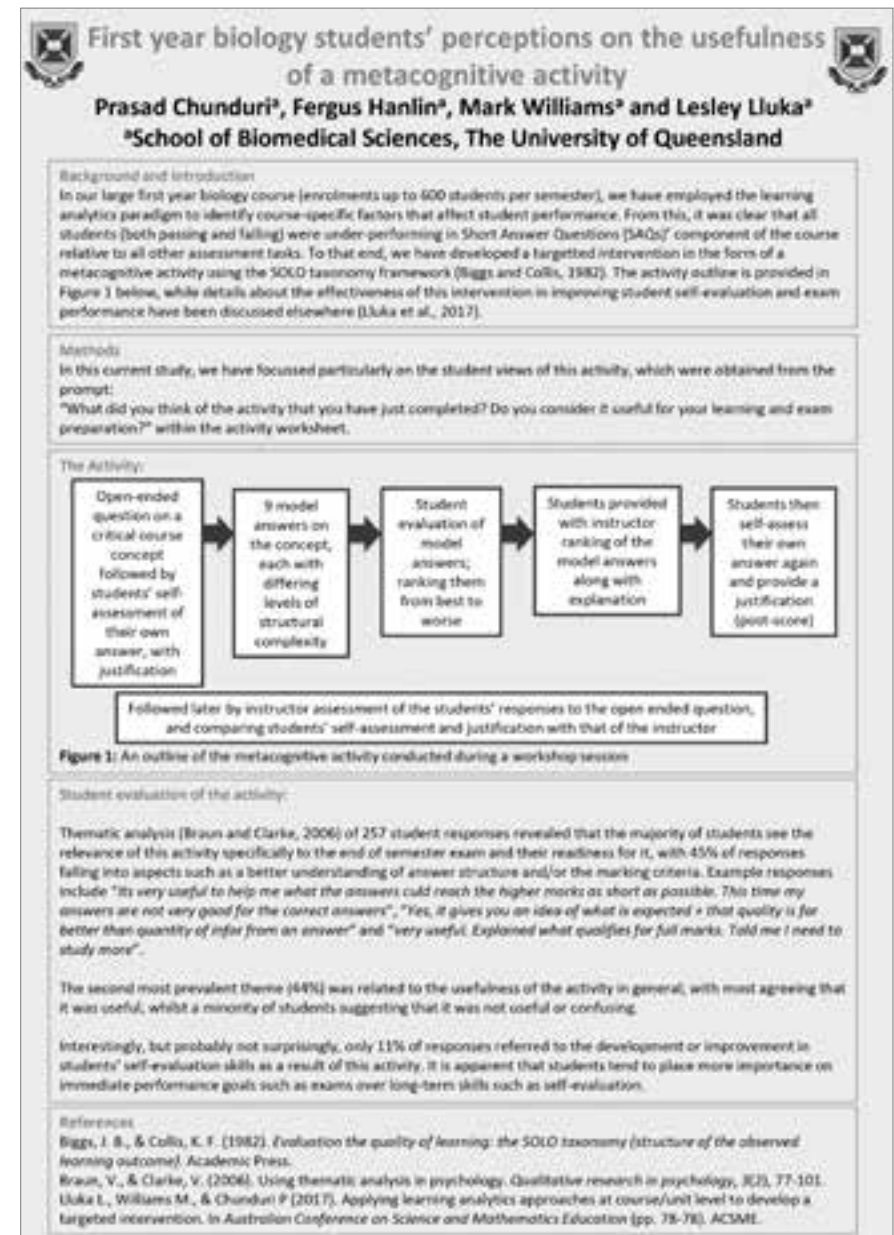 First year biology students' perceptions on the usefulness
of a metacognitive activity
Prasad Chunduriᵃ, Fergus Hanlinᵃ, Mark Williamsᵃ and Lesley Llukaᵃ
ᵃSchool of Biomedical Sciences, The University of Queensland
Background and introduction
In our large first year biology course (enrolments up to 600 students per semester), we have employed the learning
analytics paradigm to identify course-specific factors that affect student performance. From this, it was clear that all
students (both passing and failing) were under-performing in Short Answer Questions (SAQs)' component of the course
relative to all other assessment tasks. To that end, we have developed a targetted intervention in the form of a
metacognitive activity using the SOLO taxonomy framework (Biggs and Collis, 1982). The activity outline is provided in
Figure 1 below, while details about the effectiveness of this intervention in improving student self-evaluation and exam
performance have been discussed elsewhere (Lluka et al., 2017).
Methods
In this current study, we have focussed particularly on the student views of this activity, which were obtained from the
prompt:
"What did you think of the activity that you have just completed? Do you consider it useful for your learning and exam
preparation?" within the activity worksheet.
The Activity:
Open-ended
question on a
critical course
concept
followed by
students' self-
assessment of
their own
answer, with
justification
9 model
answers on
the concept,
each with
differing
levels of
structural
complexity
Student
evaluation of
model
answers;
ranking them
from best to
worse
Students provided
with instructor
ranking of the
model answers
along with
explanation
Students then
self-assess
their own
answer again
and provide a
justification
(post-score)
Followed later by instructor assessment of the students' responses to the open ended question,
and comparing students' self-assessment and justification with that of the instructor
Figure 1: An outline of the metacognitive activity conducted during a workshop session
Student evaluation of the activity:
Thematic analysis (Braun and Clarke, 2006) of 257 student responses revealed that the majority of students see the
relevance of this activity specifically to the end of semester exam and their readiness for it, with 45% of responses
falling into aspects such as a better understanding of answer structure and/or the marking criteria. Example responses
include "Its very useful to help me what the answers culd reach the higher marks as short as possible. This time my
answers are not very good for the correct answers", "Yes, it gives you an idea of what is expected + that quality is far
better than quantity of infor from an answer" and "very useful. Explained what qualifies for full marks. Told me I need to
study more".
The second most prevalent theme (44%) was related to the usefulness of the activity in general, with most agreeing that
it was useful, whilst a minority of students suggesting that it was not useful or confusing.
Interestingly, but probably not surprisingly, only 11% of responses referred to the development or improvement in
students' self-evaluation skills as a result of this activity. It is apparent that students tend to place more importance on
immediate performance goals such as exams over long-term skills such as self-evaluation.
References
Biggs, J. B., & Collis, K. F. (1982). Evaluation the quality of learning: the SOLO taxonomy (structure of the observed
learning outcome). Academic Press.
Braun, V., & Clarke, V. (2006). Using thematic analysis in psychology. Qualitative research in psychology, 3(2), 77-101.
Lluka L., Williams M., & Chunduri P (2017). Applying learning analytics approaches at course/unit level to develop a
targeted intervention. In Australian Conference on Science and Mathematics Education (pp. 78-78). ACSME.